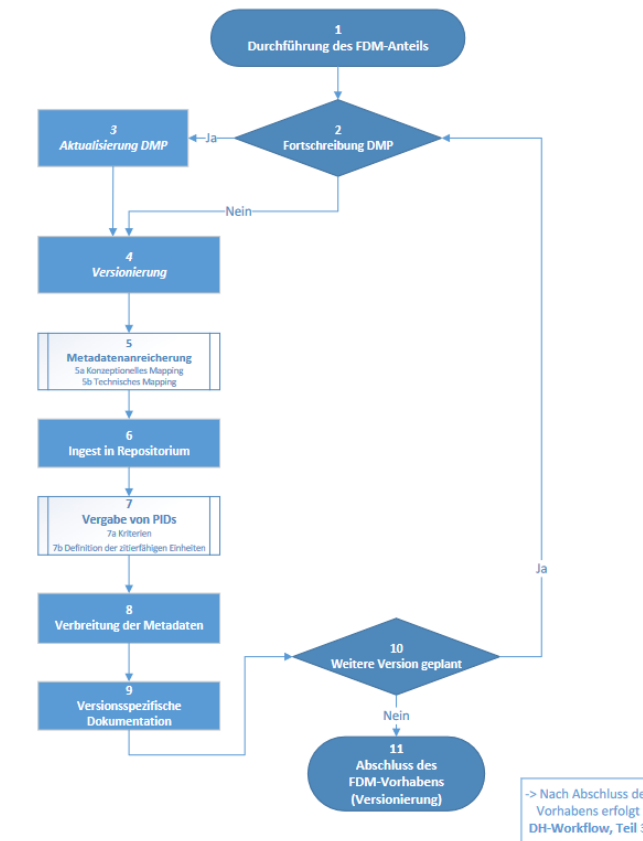 1
Durchführung des FDM-Anteils
2
Fortschreibung DMP
Ja
3
Aktualisierung DMP
Nein
4
Versionierung
5
Metadatenanreicherung
5a Konzeptionelles Mapping
5b Technisches Mapping
6
Ingest in Repositorium
7
Vergabe von PIDs
7a Kriterien
7b Definition der zitierfähigen Einheiten
8
Verbreitung der Metadaten
9
Versionsspezifische
Dokumentation
10
Weitere Version geplant
Ja
Nein
11
Abschluss des
FDM-Vorhabens
(Versionierung)
-> Nach Abschluss de
Vorhabens erfolgt
DH-Workflow, Teil